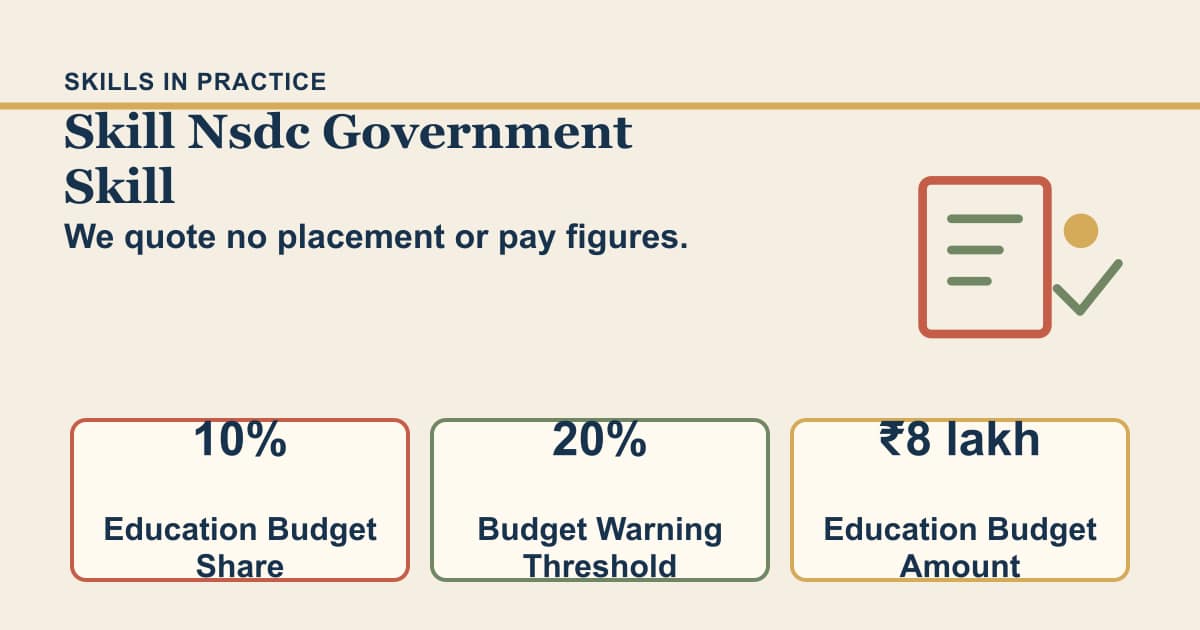 SKILLS IN PRACTICE
Skill Nsdc Government
Skill
We quote no placement or pay figures.
10%
Education Budget
Share
20%
Budget Warning
Threshold
₹8 lakh
Education Budget
Amount